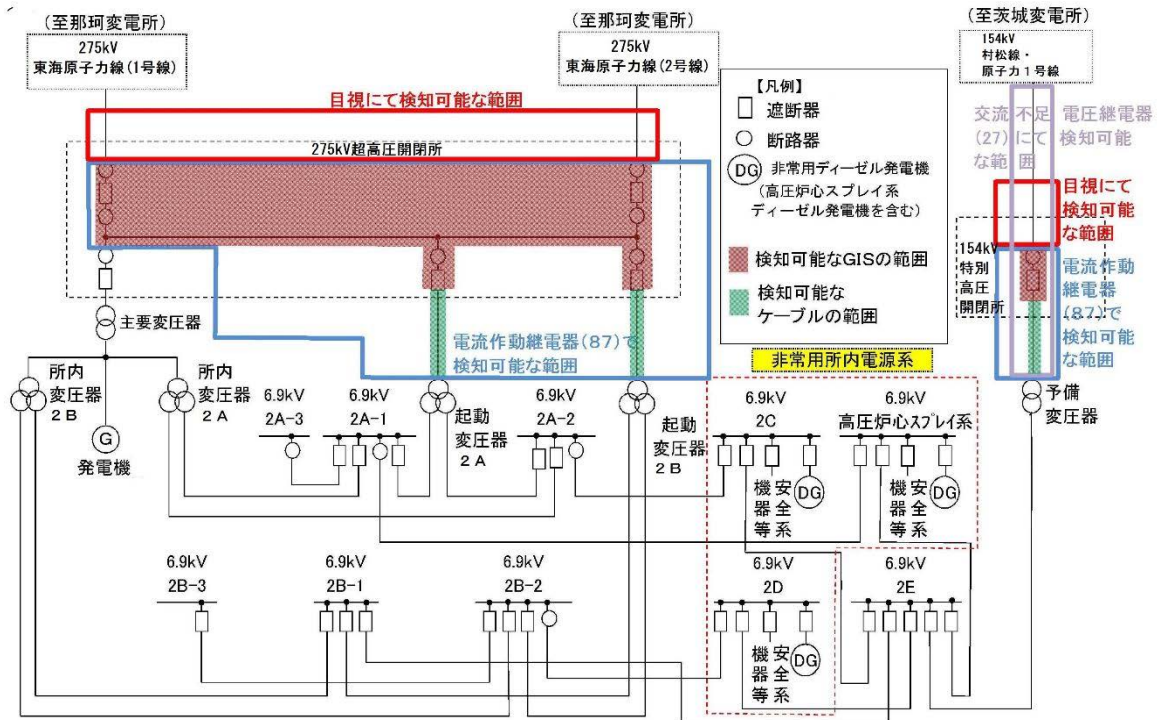 (至那珂変電所)
275kV
東海原子力線(1号線)
(至那珂変電所)
275kV
東海原子力線(2号線)
(至茨城変電所)
154kV
村松線・
原子力1号線
目視にて検知可能な範囲
275kV超高圧開閉所
【凡例】
遮断器
断路器
DG
非常用ディーゼル発電機
(高圧炉心スプレイ系
ディーゼル発電機を含む)
検知可能なGISの範囲
検知可能な
ケーブルの範囲
交流不足電圧継電器
(27)にて検知可能
な範囲
目視にて
検知可能
な範囲
154kV
特別
高圧
開閉所
電流作動
継電器
(87)で
検知可能
な範囲
主要変圧器
電流作動継電器(87)で
検知可能な範囲
非常用所内電源系
所内
変圧器
2B
G
発電機
所内
変圧器
2A
6.9kV
2A-3
6.9kV
2A-1
起動
変圧器
2A
6.9kV
2A-2
起動
変圧器
2B
6.9kV
2C
6.9kV
高圧炉心スプレイ系
予備
変圧器
安全系
機器等
DG
安全系
機器等
DG
6.9kV
2B-3
6.9kV
2B-1
6.9kV
2B-2
6.9kV
2D
6.9kV
2E
安全系
機器等
DG